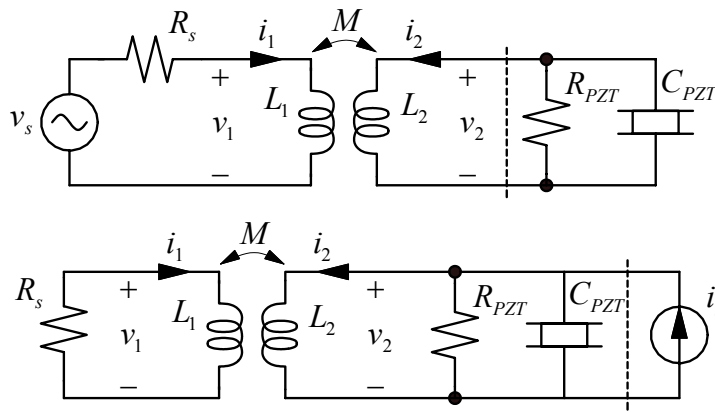 R_s i_1 M i_2
+ + R_PZT C_PZT
v_s v_1 L_1 L_2 v_2
− −
i_1 M i_2
R_s + + R_PZT C_PZT i
v_1 L_1 L_2 v_2
− −